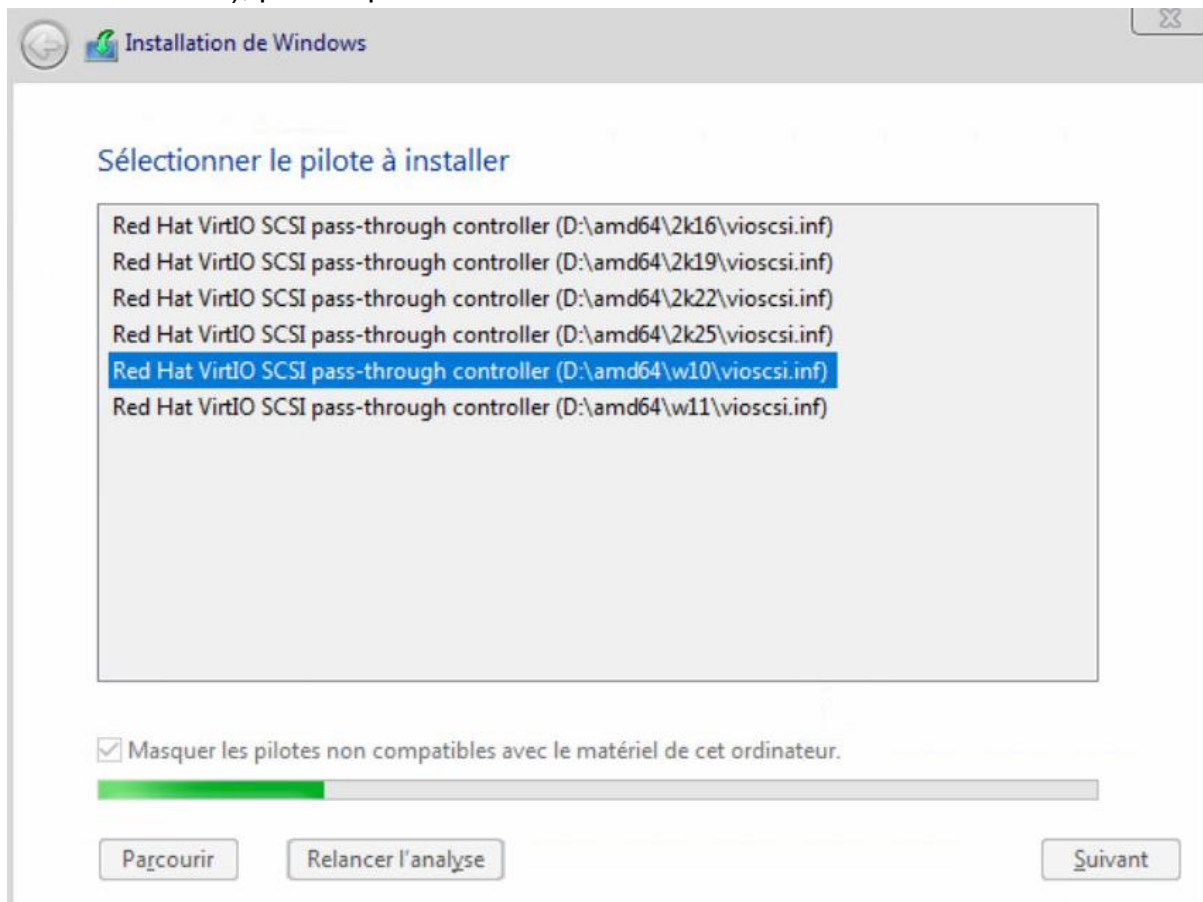 Installation de Windows
Sélectionner le pilote à installer
Red Hat VirtIO SCSI pass-through controller (D:\amd64\2k16\vioscsi.inf)
Red Hat VirtIO SCSI pass-through controller (D:\amd64\2k19\vioscsi.inf)
Red Hat VirtIO SCSI pass-through controller (D:\amd64\2k22\vioscsi.inf)
Red Hat VirtIO SCSI pass-through controller (D:\amd64\2k25\vioscsi.inf)
Red Hat VirtIO SCSI pass-through controller (D:\amd64\w10\vioscsi.inf)
Red Hat VirtIO SCSI pass-through controller (D:\amd64\w11\vioscsi.inf)
Masquer les pilotes non compatibles avec le matériel de cet ordinateur.
Parcourir Relancer l'analyse Suivant